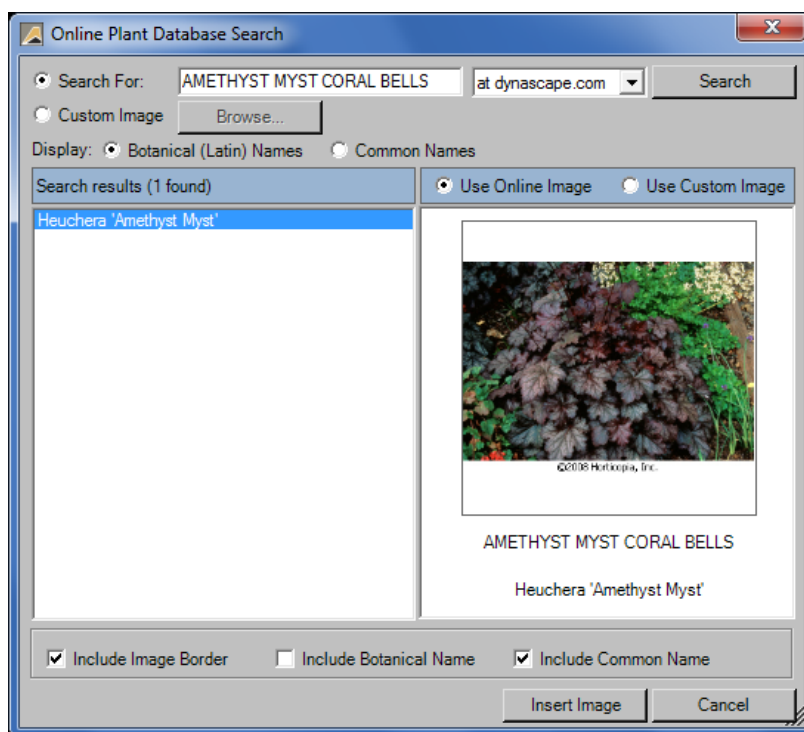 Online Plant Database Search
x
Search For: AMETHYST MYST CORAL BELLS at dynascape.com Search
Custom Image Browse...
Display: Botanical (Latin) Names Common Names
Search results (1 found) Use Online Image Use Custom Image
Heuchera 'Amethyst Myst'
©2008 Horticopia, Inc.
AMETHYST MYST CORAL BELLS
Heuchera 'Amethyst Myst'
Include Image Border Include Botanical Name Include Common Name
Insert Image Cancel